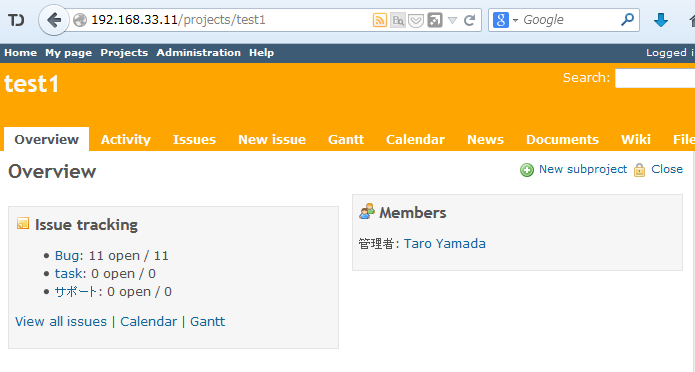 192.168.33.11/projects/test1
Google
Home My page Projects Administration Help Logged i
test1
Search:
Overview Activity Issues New issue Gantt Calendar News Documents Wiki File
Overview
New subproject Close
Issue tracking
Bug: 11 open / 11
task: 0 open / 0
サポート: 0 open / 0
View all issues | Calendar | Gantt
Members
管理者: Taro Yamada